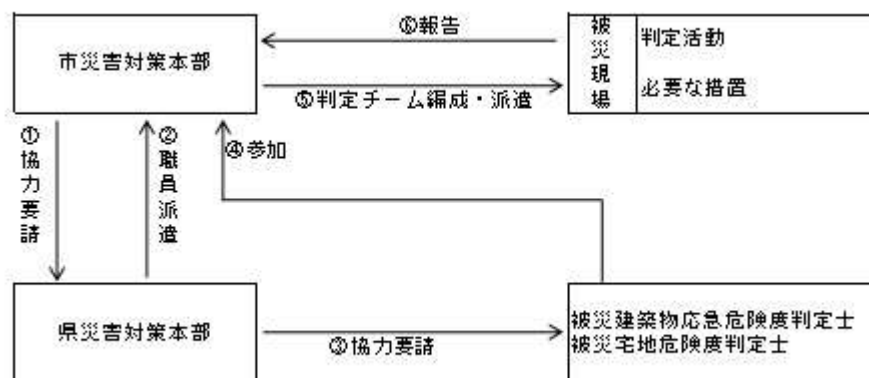 ⑥報告
市災害対策本部
被災現場
判定活動
必要な措置
⑤判定チーム編成・派遣
①協力要請
②職員派遣
④参加
県災害対策本部
③協力要請
被災建築物応急危険度判定士
被災宅地危険度判定士